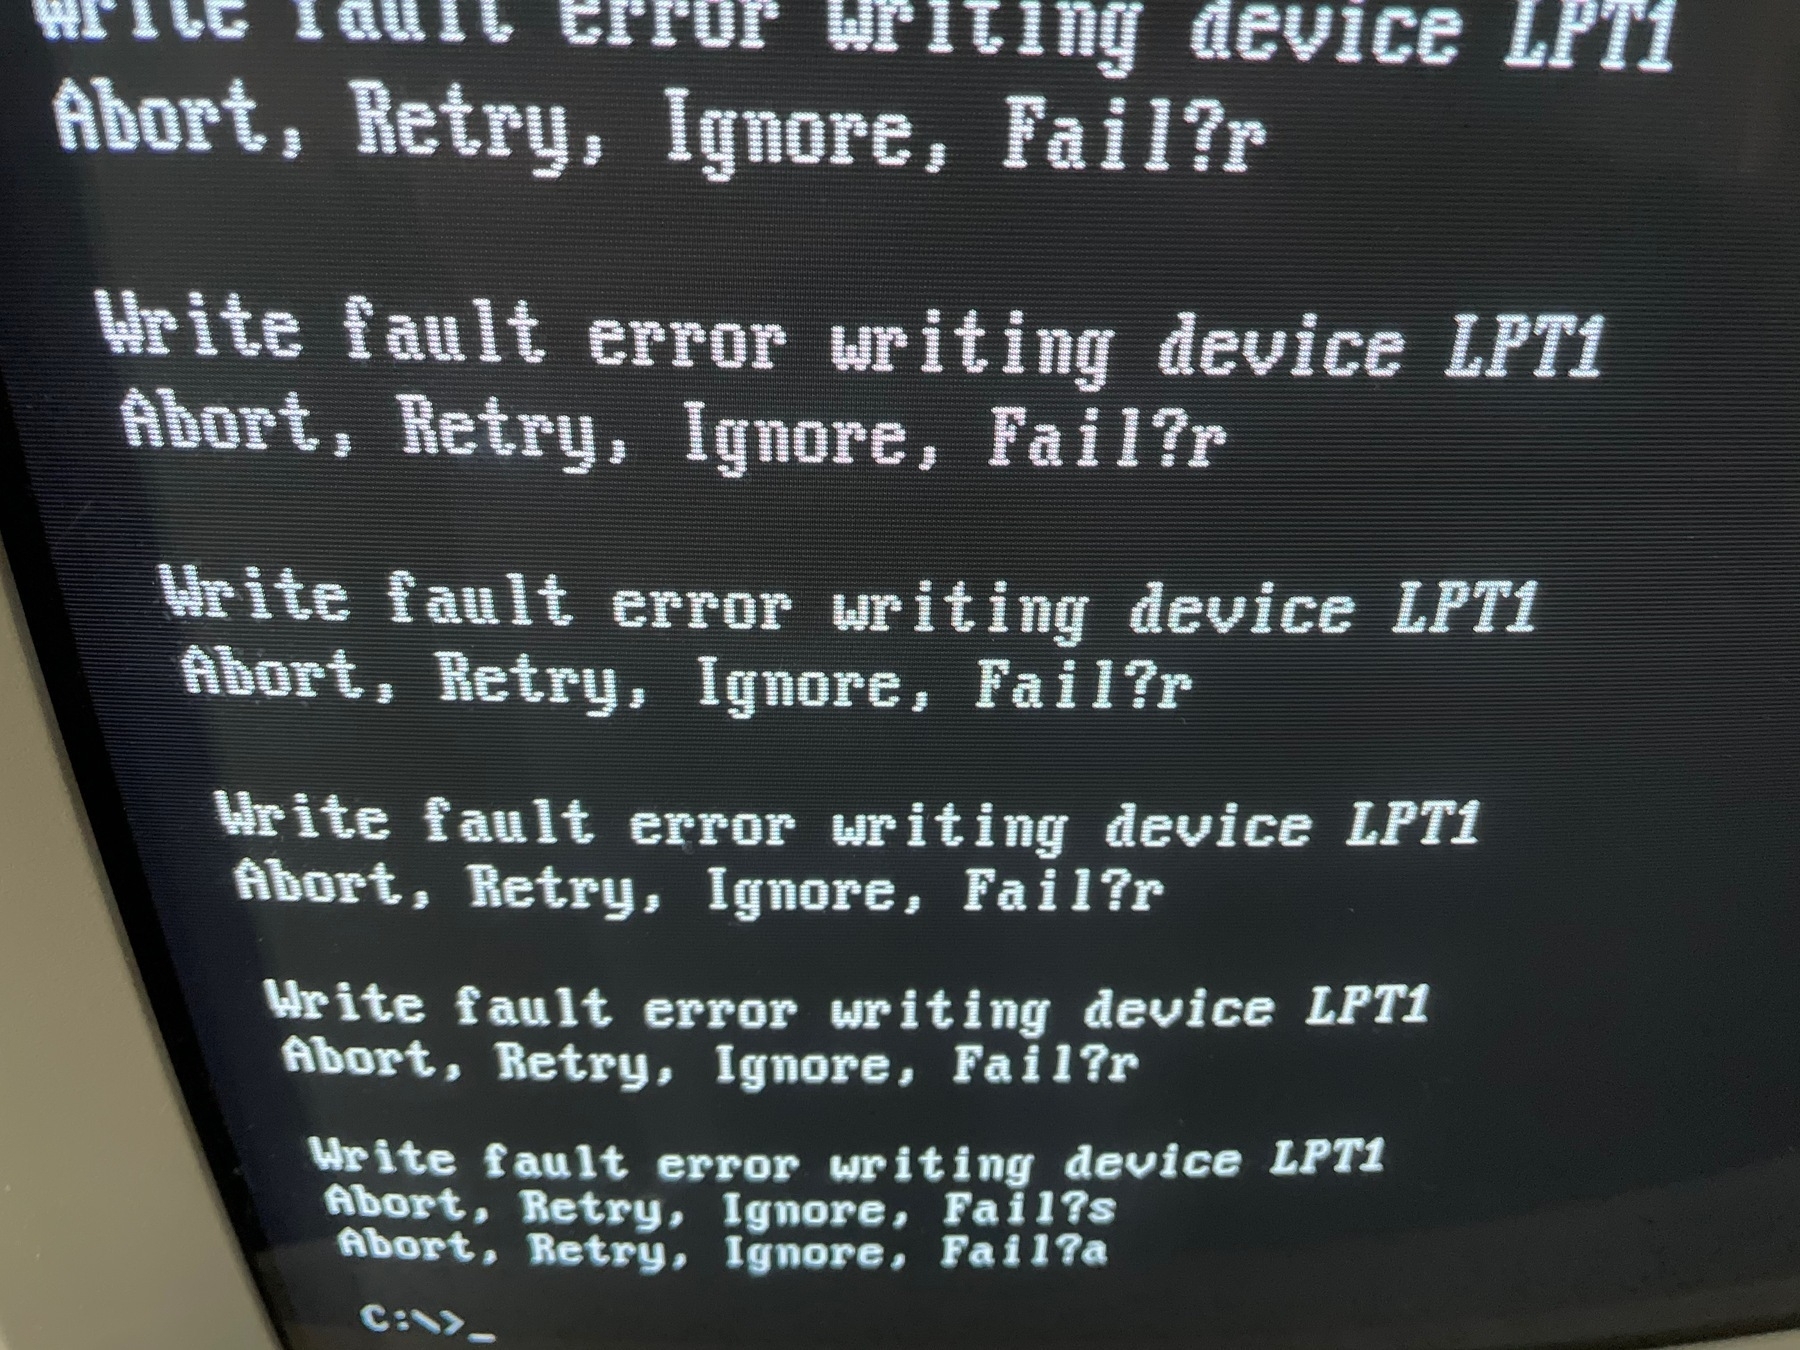 Write fault error writing device LPT1
Abort, Retry, Ignore, Fail?r
Write fault error writing device LPT1
Abort, Retry, Ignore, Fail?r
Write fault error writing device LPT1
Abort, Retry, Ignore, Fail?r
Write fault error writing device LPT1
Abort, Retry, Ignore, Fail?r
Write fault error writing device LPT1
Abort, Retry, Ignore, Fail?r
Write fault error writing device LPT1
Abort, Retry, Ignore, Fail?s
Abort, Retry, Ignore, Fail?a
C:\>_